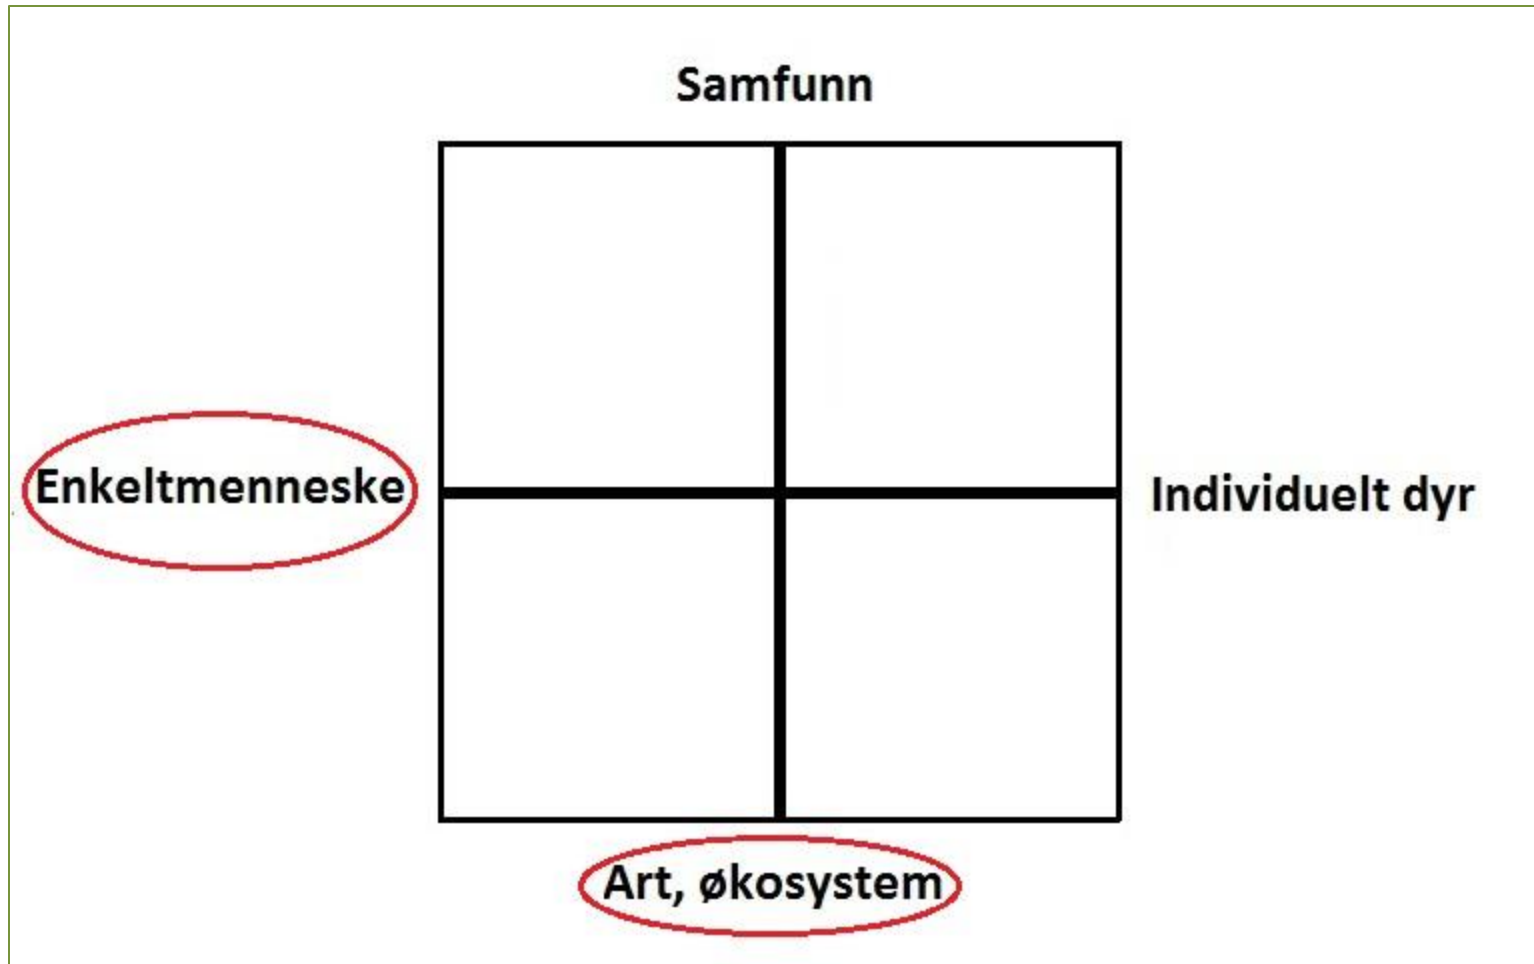 Samfunn
Enkeltmenneske
Individuelt dyr
Art, økosystem